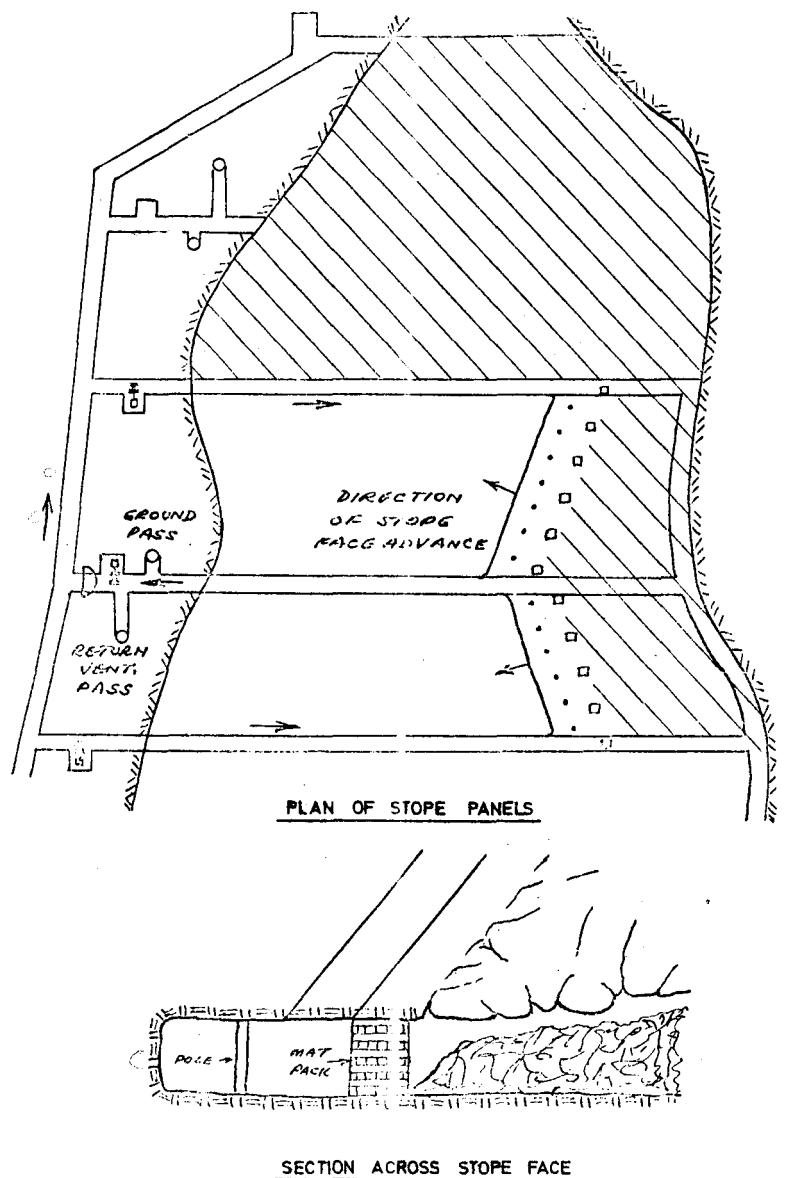 DIRECTION
OF STOPE
FACE ADVANCE
GROUND
PASS
RETURN
VENT.
PASS
PLAN OF STOPE PANELS
POLE
MAT
PACK
SECTION ACROSS STOPE FACE